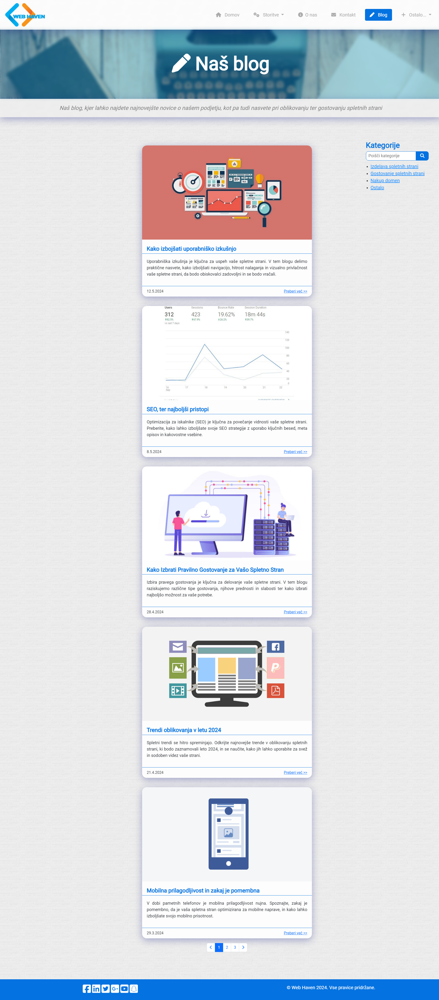 WEB HAVEN
Domov
Storitve
O nas
Kontakt
Blog
Ostalo...
Naš blog
Naš blog, kjer lahko najdete najnovejšte novice o našem podjetju, kot pa tudi nasvete pri oblikovanju ter gostovanju spletnih strani
Kategorije
Poišči kategorije
Izdelava spletnih strani
Gostovanje spletnih strani
Nakup domen
Ostalo
Kako izbojšati uporabniško izkušnjo
Uporabniška izkušnja je ključna za uspeh vaše spletne strani. V tem blogu delimo
praktične nasvete, kako izboljšati navigacijo, hitrost nalaganja in vizualno privlačnost
vaše spletne strani, da bodo obiskovalci zadovoljni in se bodo vračali.
12.5.2024 Preberi več >>
Users Sessions Bounce Rate Session Duration
312 423 19.62% 18m 44s
82.5% 67.9% 26.2% 39.7%
vs last 7 days
140
120
100
80
60
40
20
0
16 17 18 19 20 21 22
Sep
SEO, ter najboljši pristopi
Optimizacija za iskalnike (SEO) je ključna za povečanje vidnosti vaše spletne strani.
Preberite, kako lahko izboljšate svoje SEO strategije z uporabo ključnih besed, meta
opisov in kakovostne vsebine.
8.5.2024 Preberi več >>
Kako Izbrati Pravilno Gostovanje za Vašo Spletno Stran
Izbira pravega gostovanja je ključna za delovanje vaše spletne strani. V tem blogu
raziskujemo različne tipe gostovanja, njihove prednosti in slabosti ter kako izbrati
najboljšo možnost za vaše potrebe.
28.4.2024 Preberi več >>
Trendi oblikovanja v letu 2024
Spletni trendi se hitro spreminjajo. Odkrijte najnovejše trende v oblikovanju spletnih
strani, ki bodo zaznamovali leto 2024, in se naučite, kako jih lahko uporabite za svež
in sodoben videz vaše strani.
21.4.2024 Preberi več >>
Mobilna prilagodljivost in zakaj je pomembna
V dobi pametnih telefonov je mobilna prilagodljivost nujna. Spoznajte, zakaj je
pomembno, da je vaša spletna stran optimizirana za mobilne naprave, in kako lahko
izboljšate svojo mobilno prisotnost.
29.3.2024 Preberi več >>
1 2 3
© Web Haven 2024. Vse pravice pridržane.